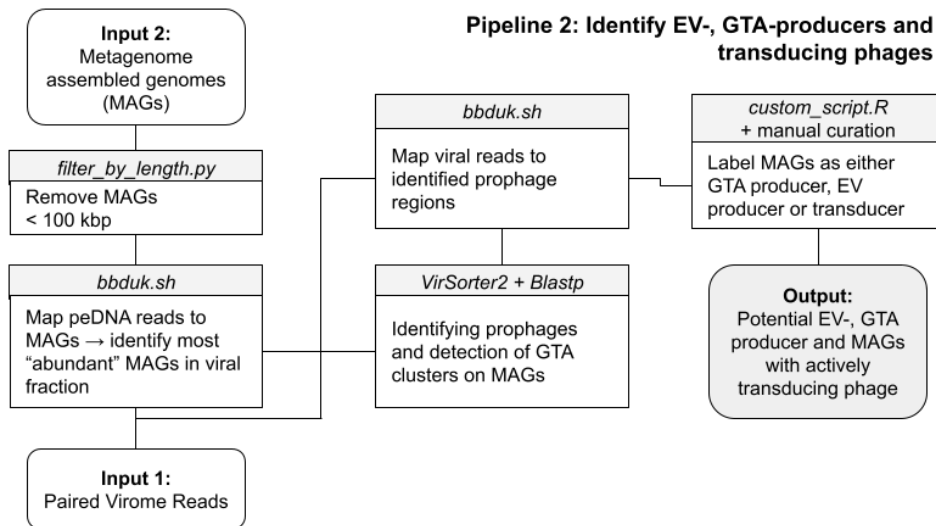 Pipeline 2: Identify EV-, GTA-producers and
transducing phages
Input 2:
Metagenome
assembled genomes
(MAGs)
filter_by_length.py
Remove MAGs
< 100 kbp
bbduk.sh
Map peDNA reads to
MAGs → identify most
“abundant” MAGs in viral
fraction
Input 1:
Paired Virome Reads
bbduk.sh
Map viral reads to
identified prophage
regions
VirSorter2 + Blastp
Identifying prophages
and detection of GTA
clusters on MAGs
custom_script.R
+ manual curation
Label MAGs as either
GTA producer, EV
producer or transducer
Output:
Potential EV-, GTA
producer and MAGs
with actively
transducing phage